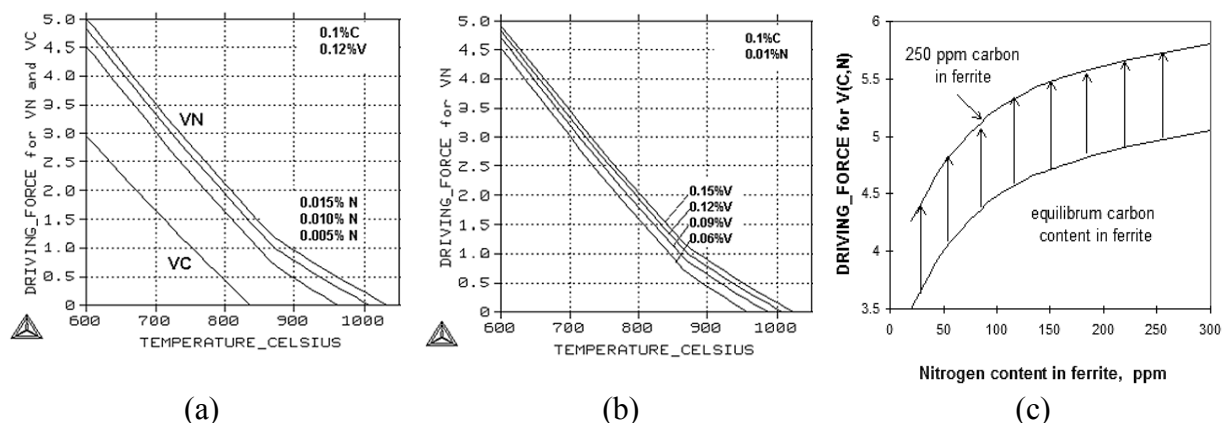 DRIVING_FORCE for VN and VC
5.0
4.5
4.0
3.5
3.0
2.5
2.0
1.5
1.0
0.5
0
0.1%C
0.12%V
VN
VC
0.015% N
0.010% N
0.005% N
600 700 800 900 1000
TEMPERATURE_CELSIUS
(a)
DRIVING_FORCE for VN
5.0
4.5
4.0
3.5
3.0
2.5
2.0
1.5
1.0
0.5
0
0.1%C
0.01%N
0.15%V
0.12%V
0.09%V
0.06%V
600 700 800 900 1000
TEMPERATURE_CELSIUS
(b)
DRIVING_FORCE for V(C,N)
6
5.5
5
4.5
4
3.5
250 ppm carbon
in ferrite
equilibrum carbon
content in ferrite
0 50 100 150 200 250 300
Nitrogen content in ferrite, ppm
(c)